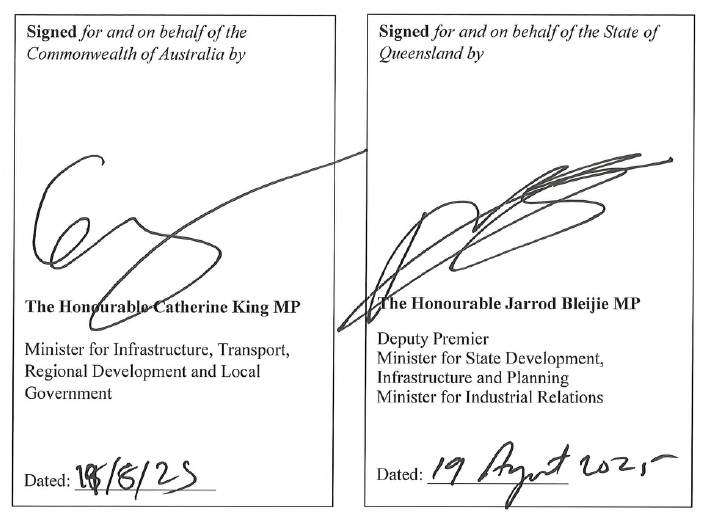 Signed for and on behalf of the
Commonwealth of Australia by
The Honourable Catherine King MP
Minister for Infrastructure, Transport,
Regional Development and Local
Government
Dated: /8/25
Signed for and on behalf of the State of
Queensland by
The Honourable Jarrod Bleijie MP
Deputy Premier
Minister for State Development,
Infrastructure and Planning
Minister for Industrial Relations
Dated: 19 August 2025